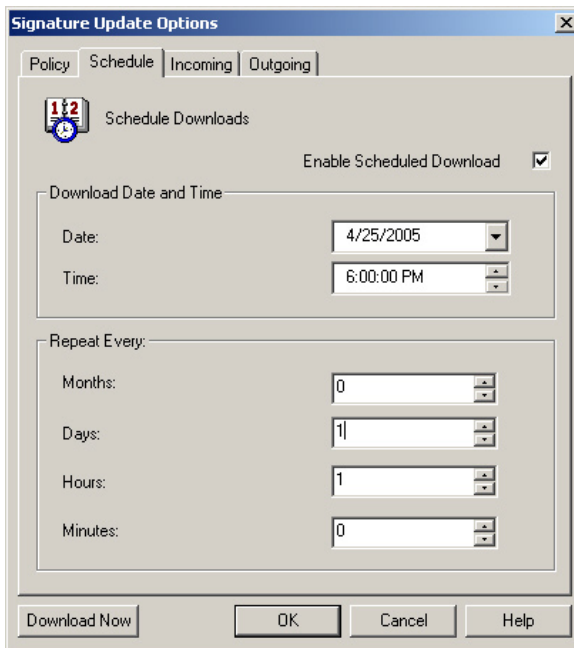 Signature Update Options
Policy Schedule Incoming Outgoing
Schedule Downloads
Enable Scheduled Download
Download Date and Time
Date: 4/25/2005
Time: 6:00:00 PM
Repeat Every:
Months: 0
Days: 1
Hours: 1
Minutes: 0
Download Now OK Cancel Help